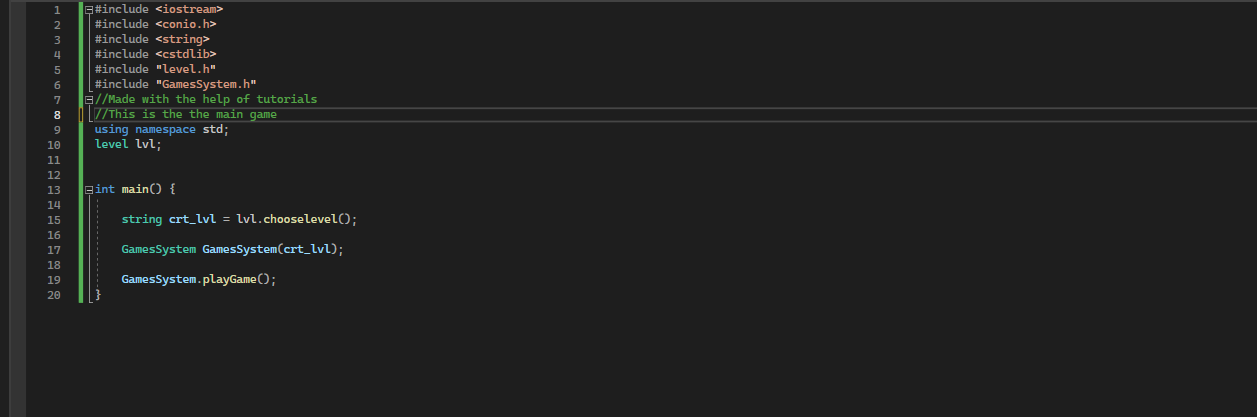 1 #include <iostream>
2 #include <conio.h>
3 #include <string>
4 #include <cstdlib>
5 #include "level.h"
6 #include "GamesSystem.h"
7 //Made with the help of tutorials
8 //This is the the main game
9 using namespace std;
10 level lvl;
11
12
13 int main() {
14
15     string crt_lvl = lvl.chooselevel();
16
17     GamesSystem GamesSystem(crt_lvl);
18
19     GamesSystem.playGame();
20 }